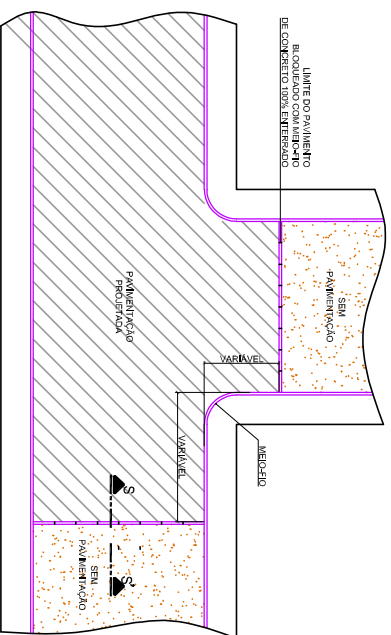 LIMITE DO PAVIMENTO
BLOQUEADO COM MEIO-FIO
DE CONCRETO 100% ENTERRADO
SEM
PAVIMENTAÇÃO
PAVIMENTAÇÃO
PROJETADA
VARIÁVEL
VARIÁVEL
MEIO-FIO
S
S'
SEM
PAVIMENTAÇÃO